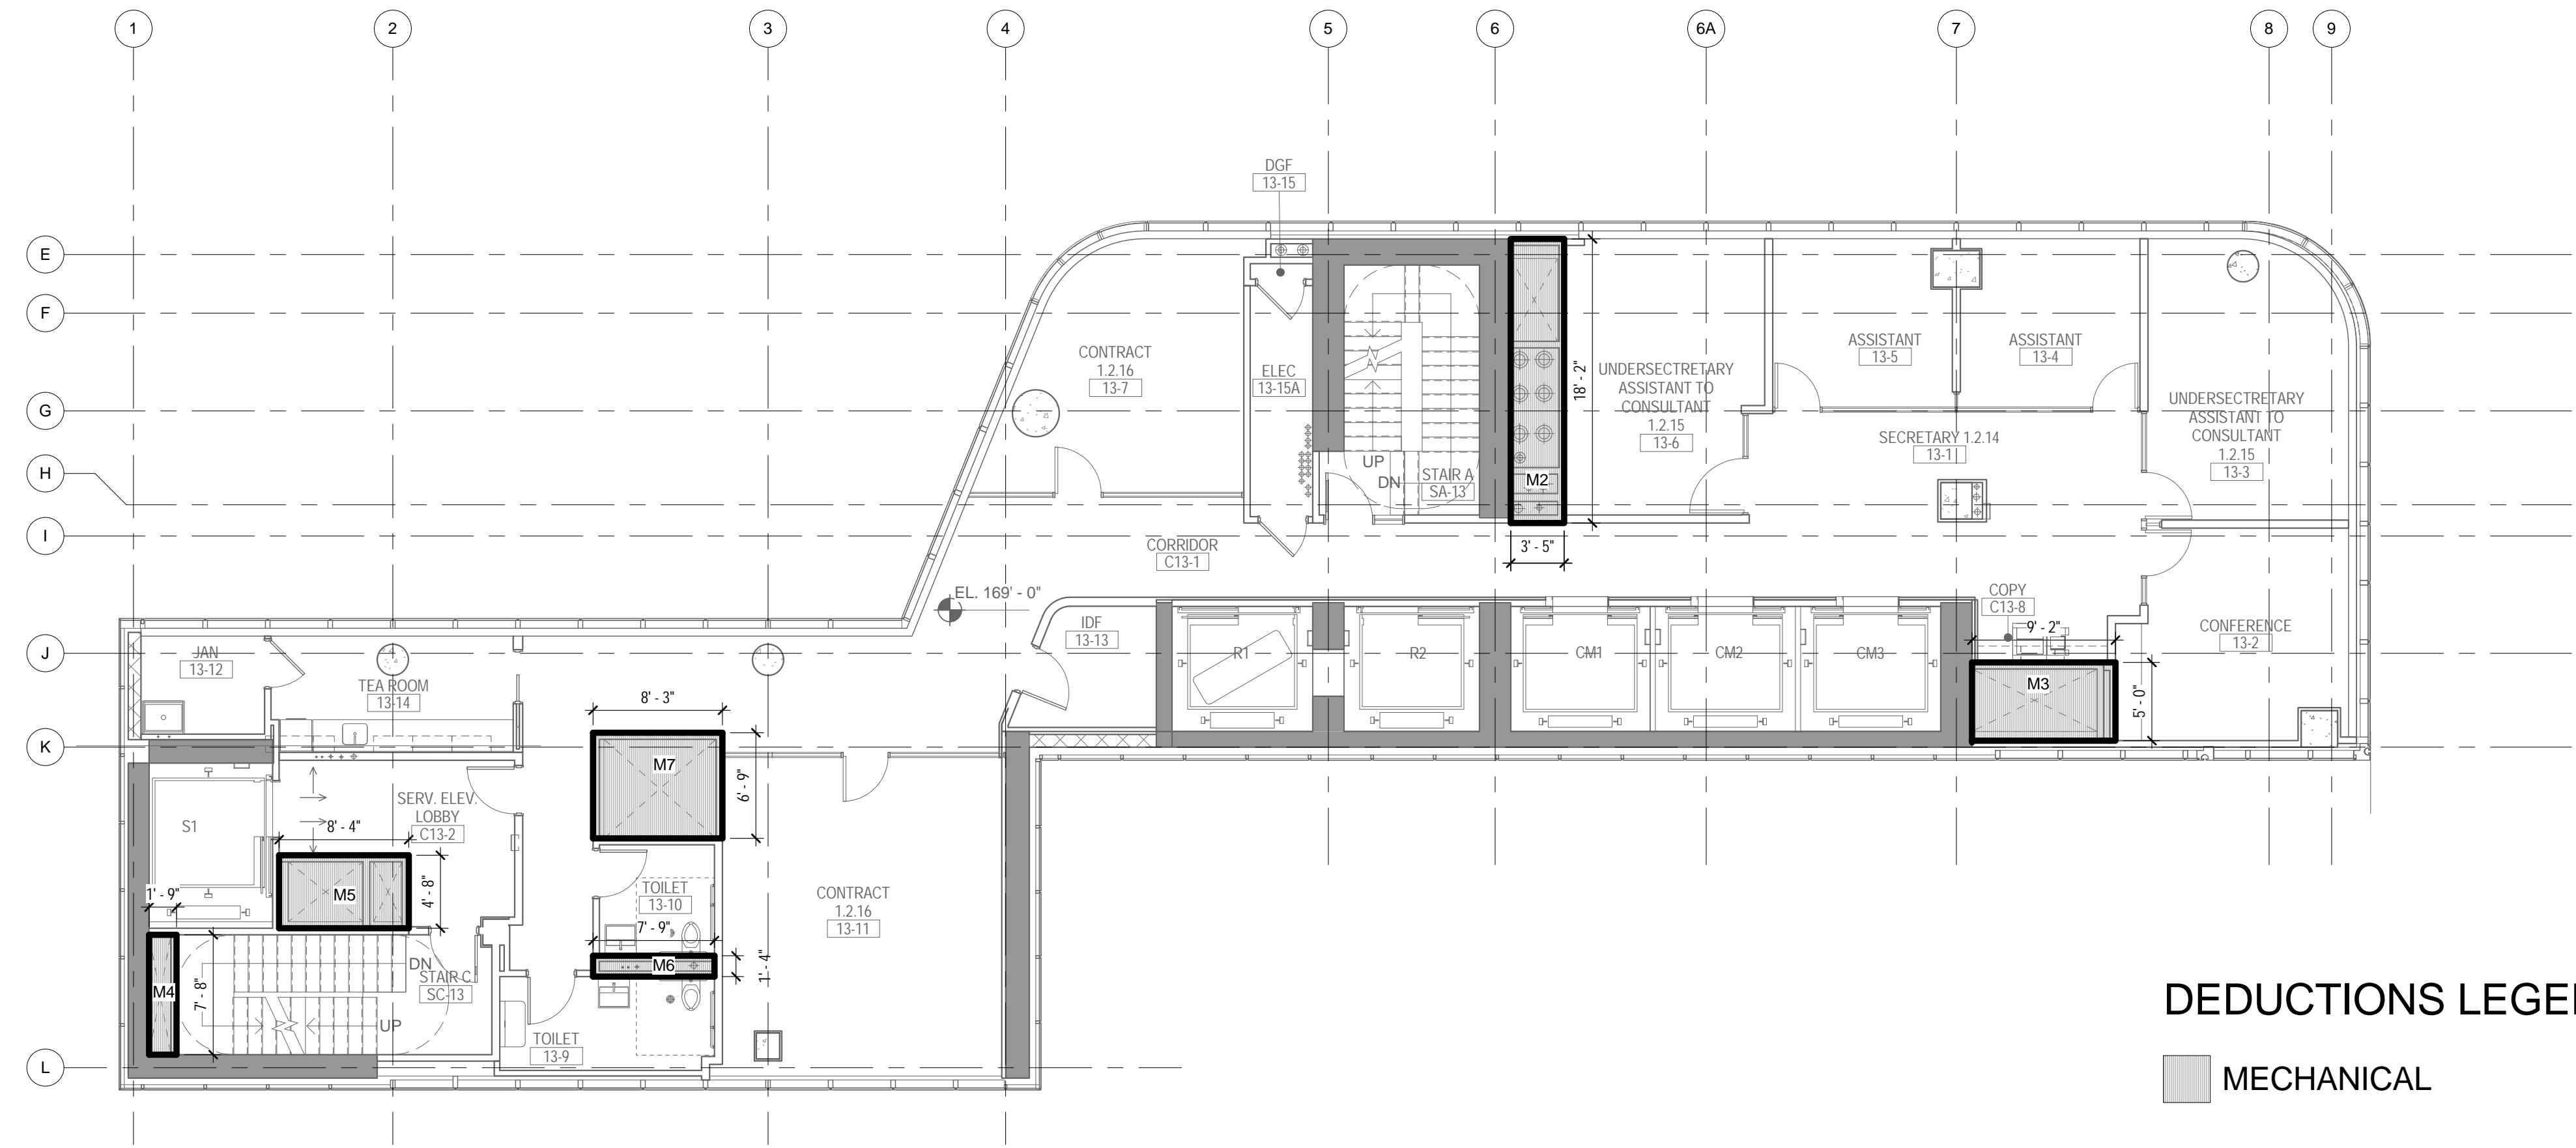 1
2
3
4
5
6
6A
7
8
9
E
F
G
H
I
J
K
L
DGF
13-15
CONTRACT
1.2.16
13-7
ELEC
13-15A
UP
DN
STAIR A
SA-13
M2
18' - 2"
3' - 5"
UNDERSECTRETARY
ASSISTANT TO
CONSULTANT
1.2.15
13-6
ASSISTANT
13-5
ASSISTANT
13-4
SECRETARY 1.2.14
13-1
UNDERSECTRETARY
ASSISTANT TO
CONSULTANT
1.2.15
13-3
CORRIDOR
C13-1
EL. 169' - 0"
IDF
13-13
R1
R2
CM1
CM2
CM3
COPY
C13-8
9' - 2"
M3
5' - 0"
CONFERENCE
13-2
JAN
13-12
TEA ROOM
13-14
8' - 3"
M7
6' - 9"
S1
SERV. ELEV.
LOBBY
C13-2
8' - 4"
M5
4' - 8"
1' - 9"
M4
7' - 8"
DN
STAIR C
SC-13
UP
TOILET
13-10
7' - 9"
M6
1' - 4"
TOILET
13-9
CONTRACT
1.2.16
13-11
DEDUCTIONS LEGE
MECHANICAL